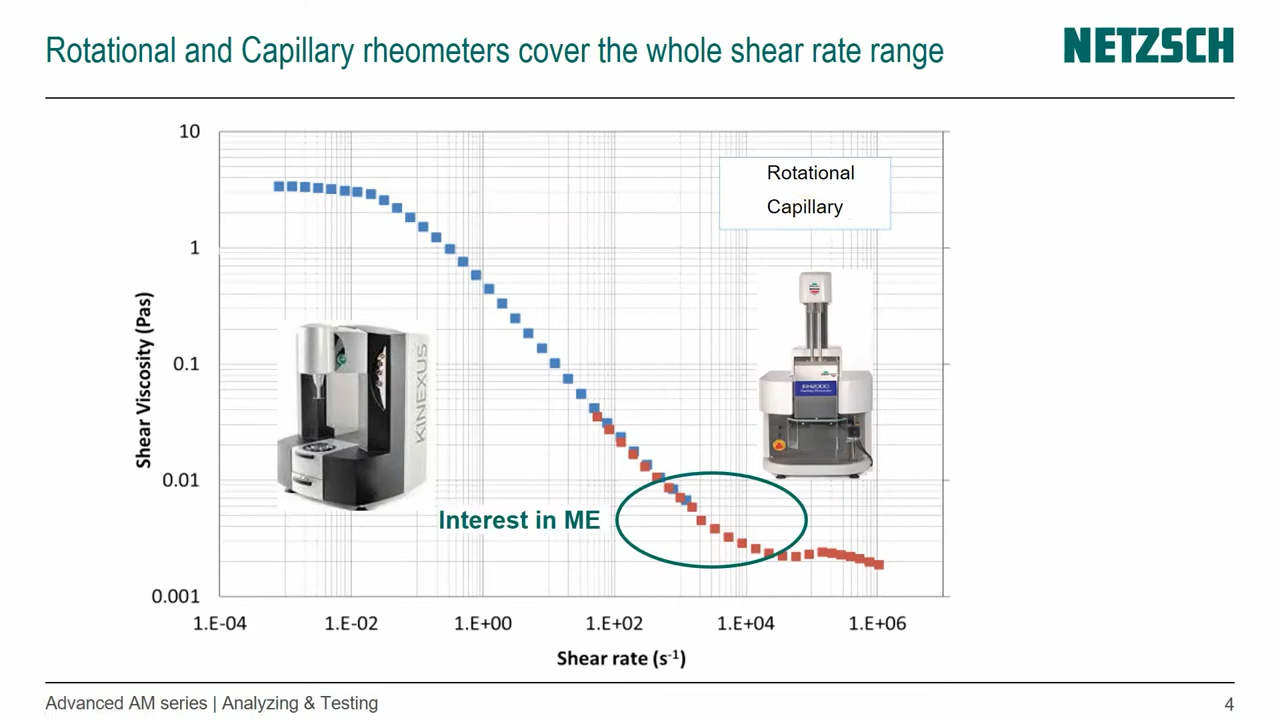 Rotational and Capillary rheometers cover the whole shear rate range
NETZSCH
10
1
0.1
0.01
0.001
Shear Viscosity (Pas)
Rotational
Capillary
KINEXUS
RH2000
Interest in ME
1.E-04 1.E-02 1.E+00 1.E+02 1.E+04 1.E+06
Shear rate (s⁻¹)
Advanced AM series | Analyzing & Testing
4